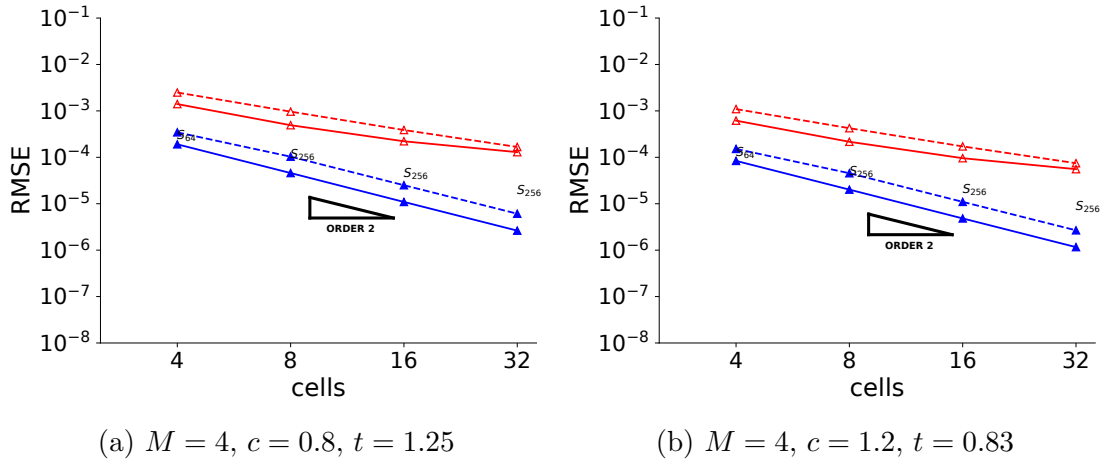 10⁻¹
10⁻²
10⁻³
10⁻⁴
10⁻⁵
10⁻⁶
10⁻⁷
10⁻⁸
RMSE
S₆₄
S₂₅₆
S₂₅₆
S₂₅₆
ORDER 2
4 8 16 32
cells
(a) M = 4, c = 0.8, t = 1.25
10⁻¹
10⁻²
10⁻³
10⁻⁴
10⁻⁵
10⁻⁶
10⁻⁷
10⁻⁸
RMSE
S₆₄
S₂₅₆
S₂₅₆
S₂₅₆
ORDER 2
4 8 16 32
cells
(b) M = 4, c = 1.2, t = 0.83